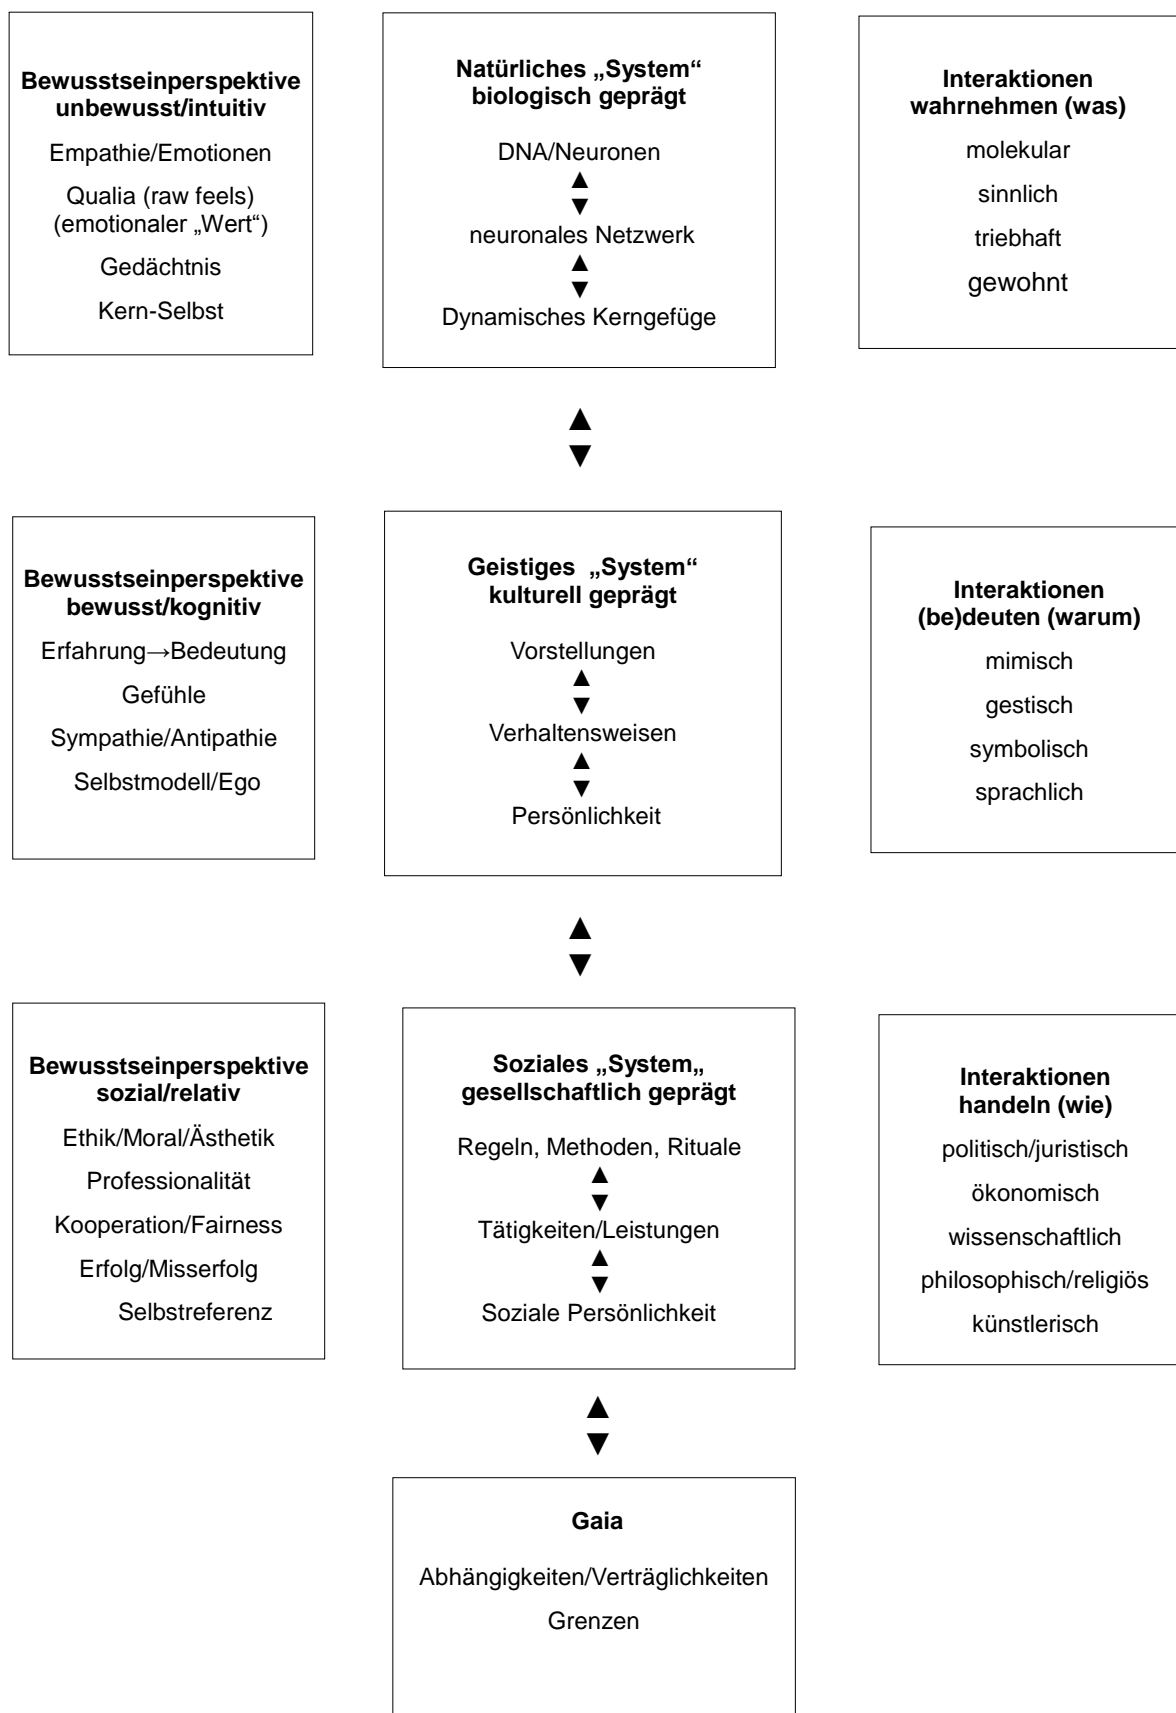 Bewusstseinperspektive
unbewusst/intuitiv
Empathie/Emotionen
Qualia (raw feels)
(emotionaler „Wert“)
Gedächtnis
Kern-Selbst
Natürliches „System“
biologisch geprägt
DNA/Neuronen
▲
▼
neuronales Netzwerk
▲
▼
Dynamisches Kerngefüge
Interaktionen
wahrnehmen (was)
molekular
sinnlich
triebhaft
gewohnt
▲
▼
Bewusstseinperspektive
bewusst/kognitiv
Erfahrung→Bedeutung
Gefühle
Sympathie/Antipathie
Selbstmodell/Ego
Geistiges „System“
kulturell geprägt
Vorstellungen
▲
▼
Verhaltensweisen
▲
▼
Persönlichkeit
Interaktionen
(be)deuten (warum)
mimisch
gestisch
symbolisch
sprachlich
▲
▼
Bewusstseinperspektive
sozial/relativ
Ethik/Moral/Ästhetik
Professionalität
Kooperation/Fairness
Erfolg/Misserfolg
Selbstreferenz
Soziales „System„
gesellschaftlich geprägt
Regeln, Methoden, Rituale
▲
▼
Tätigkeiten/Leistungen
▲
▼
Soziale Persönlichkeit
Interaktionen
handeln (wie)
politisch/juristisch
ökonomisch
wissenschaftlich
philosophisch/religiös
künstlerisch
▲
▼
Gaia
Abhängigkeiten/Verträglichkeiten
Grenzen